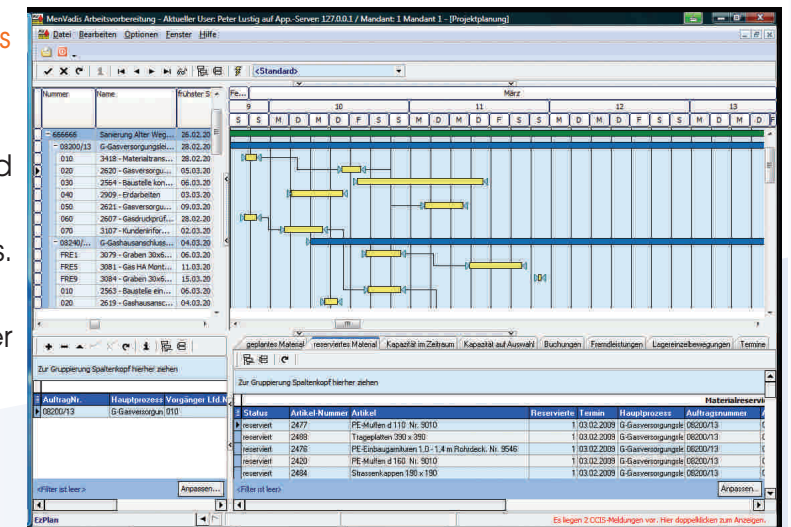 s
d
s.
er
MenVadis Arbeitsvorbereitung - Aktueller User: Peter Lustig auf App.-Server: 127.0.0.1 / Mandant: 1 Mandant 1 - [Projektplanung]
Datei Bearbeiten Optionen Fenster Hilfe
<Standard>
Nummer Name frühster S
Fe... März
9 10 11 12 13
S S M D M D F S S M D M D F S S M D M D F S S M D M D F
666666 Sanierung Alter Weg... 26.02.20
08200/13 G-Gasversorgungslei... 28.02.20
010 3418 - Materialtrans... 28.02.20
020 2620 - Gasversorgu... 05.03.20
030 2564 - Baustelle kon... 06.03.20
040 2909 - Erdarbeiten 03.03.20
050 2621 - Gasversorgu... 09.03.20
060 2607 - Gasdruckprüf... 28.02.20
070 3107 - Kundeninfor... 02.03.20
08240/... G-Gashausanschluss... 04.03.20
FRE1 3079 - Graben 30x6... 06.03.20
FRE5 3081 - Gas HA Mont... 11.03.20
FRE9 3084 - Graben 30x6... 15.03.20
010 2563 - Baustelle ein... 06.03.20
020 2619 - Gashausansc... 04.03.20
geplantes Material reserviertes Material Kapazität im Zeitraum Kapazität auf Auswahl Buchungen Fremdleistungen Lagereinzelbewegungen Termine
Zur Gruppierung Spaltenkopf hierher ziehen
AuftragNr. Hauptprozess Vorgänger Lfd.N
08200/13 G-Gasversorgun 010
<Filter ist leer> Anpassen...
Zur Gruppierung Spaltenkopf hierher ziehen
Materialreservi
Status Artikel-Nummer Artikel Reservierte Termin Hauptprozess Auftragsnummer
reserviert 2477 PE-Muffen d 110 Nr. 9010 1 03.02.2009 G-Gasversorgungsle 08200/13
reserviert 2488 Trageplatten 390 x 390 1 03.02.2009 G-Gasversorgungsle 08200/13
reserviert 2476 PE-Einbaugarnituren 1,0 - 1,4 m Rohrdeck. Nr. 9546 1 03.02.2009 G-Gasversorgungsle 08200/13
reserviert 2420 PE-Muffen d 160 Nr. 9010 1 03.02.2009 G-Gasversorgungsle 08200/13
reserviert 2484 Strassenkappen 190 x 190 1 03.02.2009 G-Gasversorgungsle 08200/13
<Filter ist leer> Anpassen...
EzPlan
Es liegen 2 CCIS-Meldungen vor. Hier doppelklicken zum Anzeigen.